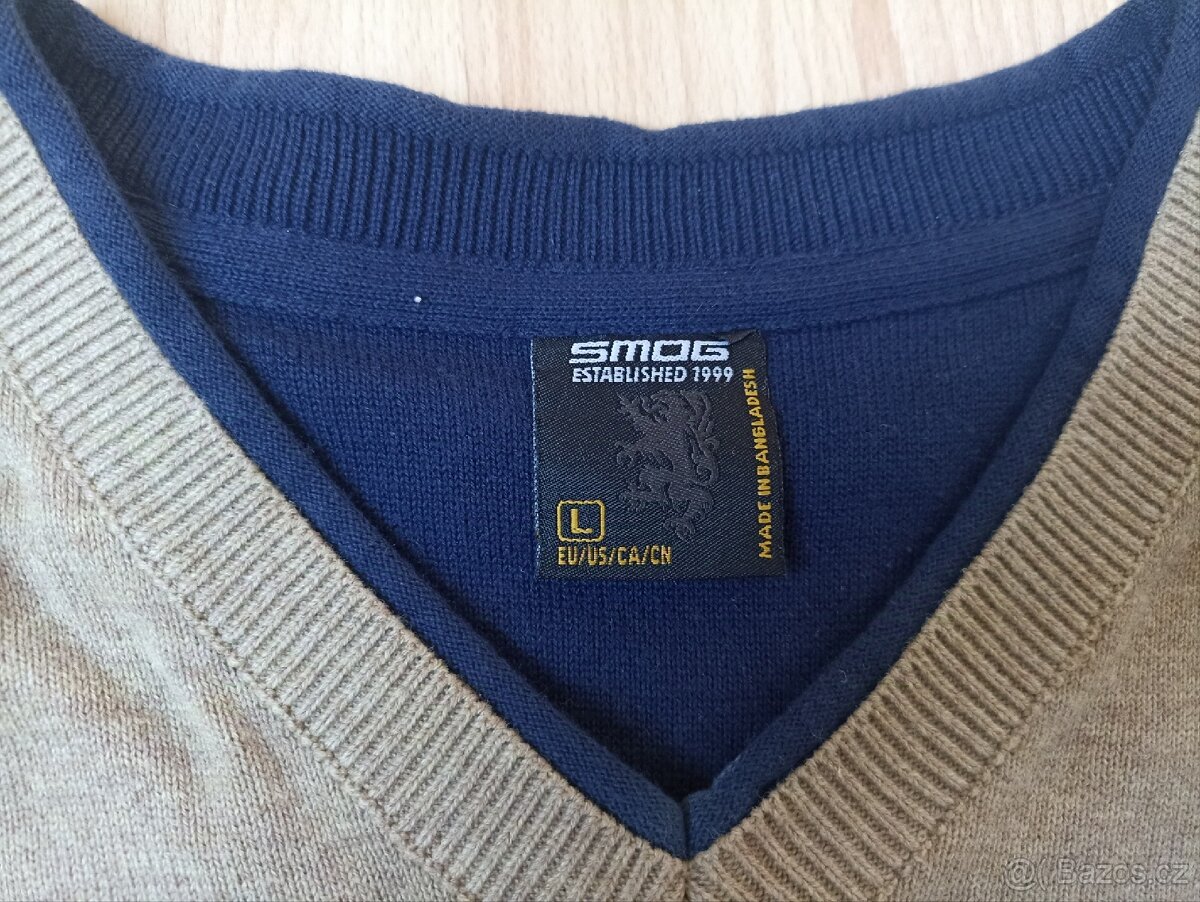 SMOG
ESTABLISHED 1999
MADE IN BANGLADESH
L
EU/US/CA/CN
@ Bazos.cz